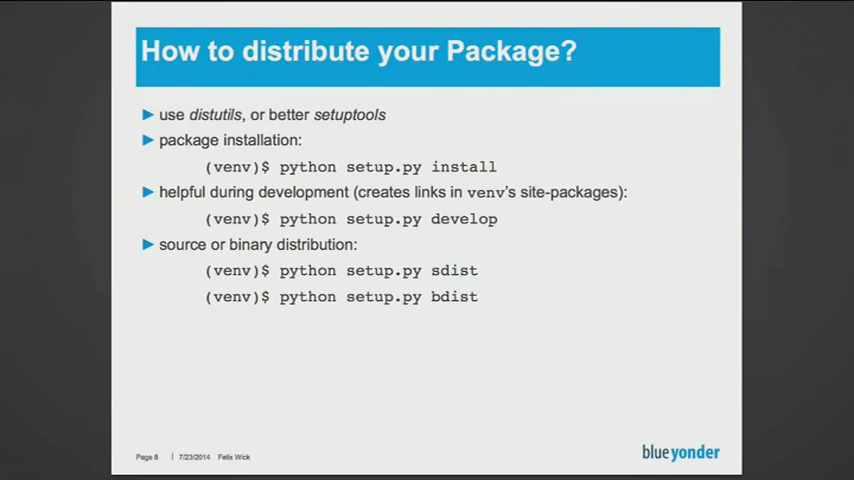 How to distribute your Package?
use distutils, or better setuptools
package installation:
(venv)$ python setup.py install
helpful during development (creates links in venv's site-packages):
(venv)$ python setup.py develop
source or binary distribution:
(venv)$ python setup.py sdist
(venv)$ python setup.py bdist
Page 8 | 7/23/2014 Felix Wick
blueyonder